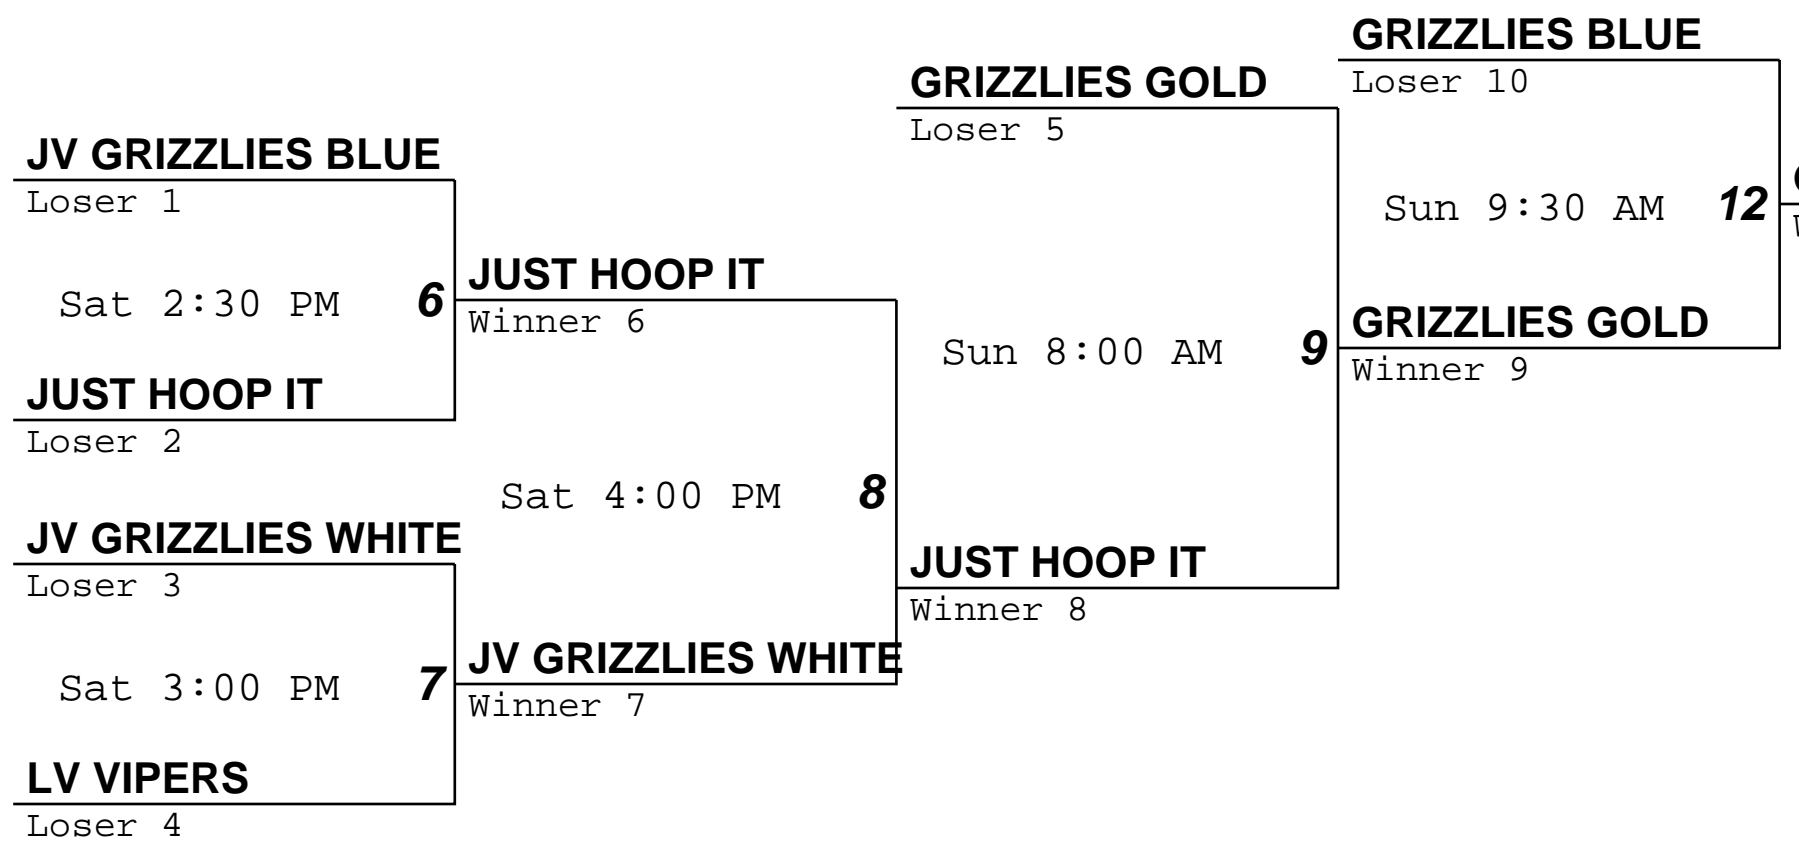 GRIZZLIES BLUE
Loser 10
GRIZZLIES GOLD
Loser 5
JV GRIZZLIES BLUE
Loser 1
Sun 9:30 AM 12
JUST HOOP IT
Winner 6
Sat 2:30 PM 6
GRIZZLIES GOLD
Winner 9
Sun 8:00 AM 9
JUST HOOP IT
Loser 2
Sat 4:00 PM 8
JV GRIZZLIES WHITE
Loser 3
JUST HOOP IT
Winner 8
JV GRIZZLIES WHITE
Winner 7
Sat 3:00 PM 7
LV VIPERS
Loser 4